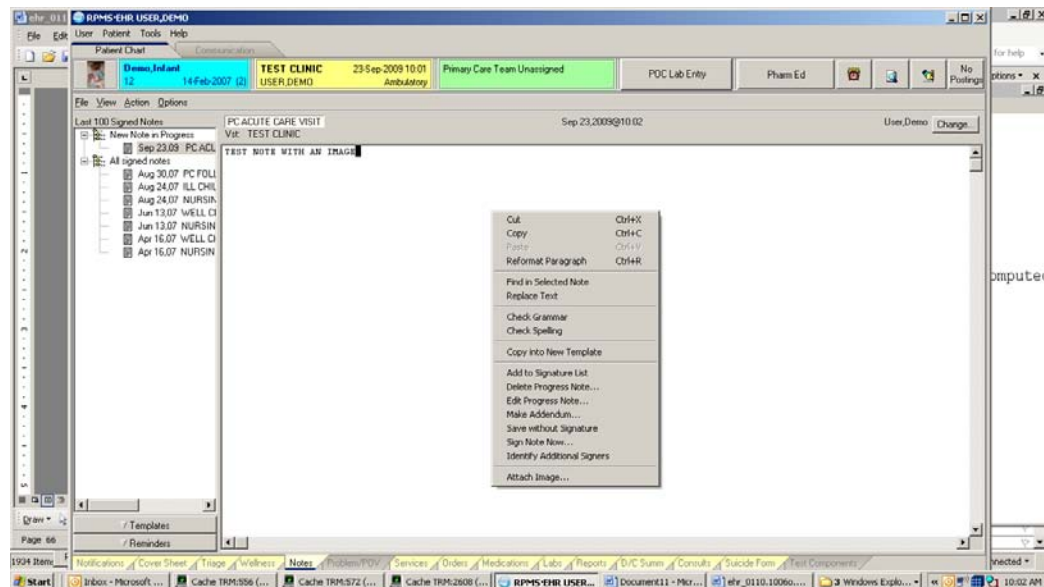 ehr_011
RPMS-EHR USER,DEMO
File Edit
User Patient Tools Help
Patient Chart Communication
for help
Demo,Infant
12 14-Feb-2007 (2)
TEST CLINIC 23-Sep-2009 10:01
USER,DEMO Ambulatory
Primary Care Team Unassigned
POC Lab Entry
Pharm Ed
No
Postings
ptions
File View Action Options
Last 100 Signed Notes
PC ACUTE CARE VISIT Sep 23,2009@10:02 User,Demo Change...
Vst: TEST CLINIC
New Note in Progress
Sep 23,09 PC ACL
All signed notes
Aug 30,07 PC FOLL
Aug 24,07 ILL CHIL
Aug 24,07 NURSIN
Jun 13,07 WELL CI
Jun 13,07 NURSIN
Apr 16,07 WELL CI
Apr 16,07 NURSIN
TEST NOTE WITH AN IMAGE
Cut Ctrl+X
Copy Ctrl+C
Paste Ctrl+V
Reformat Paragraph Ctrl+R
Find in Selected Note
Replace Text
Check Grammar
Check Spelling
Copy into New Template
Add to Signature List
Delete Progress Note...
Edit Progress Note...
Make Addendum...
Save without Signature
Sign Note Now...
Identify Additional Signers
Attach Image...
omputed
Draw
/ Templates
/ Reminders
Page 66
1934 Items
Notifications Cover Sheet Triage Wellness Notes Problem/POV Services Orders Medications Labs Reports D/C Summ Consults Suicide Form Test Components
nnected
Start Inbox - Microsoft ... Cache TRM:556 (... Cache TRM:572 (... Cache TRM:2608 (... RPMS-EHR USER... Document11 - Micr... ehr_0110.1006o.... 3 Windows Explo... 10:02 AM